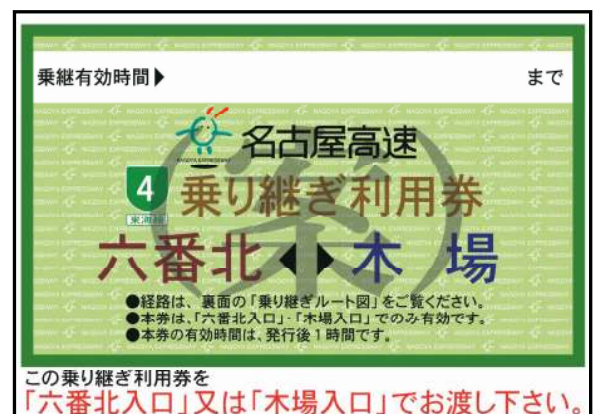 乗継有効時間▶ まで
名古屋高速
4 乗り継ぎ利用券
東海線
六番北◆木場
●経路は、裏面の「乗り継ぎルート図」をご覧ください。
●本券は、「六番北入口」・「木場入口」でのみ有効です。
●本券の有効時間は、発行後1時間です。
この乗り継ぎ利用券を
「六番北入口」又は「木場入口」でお渡し下さい。